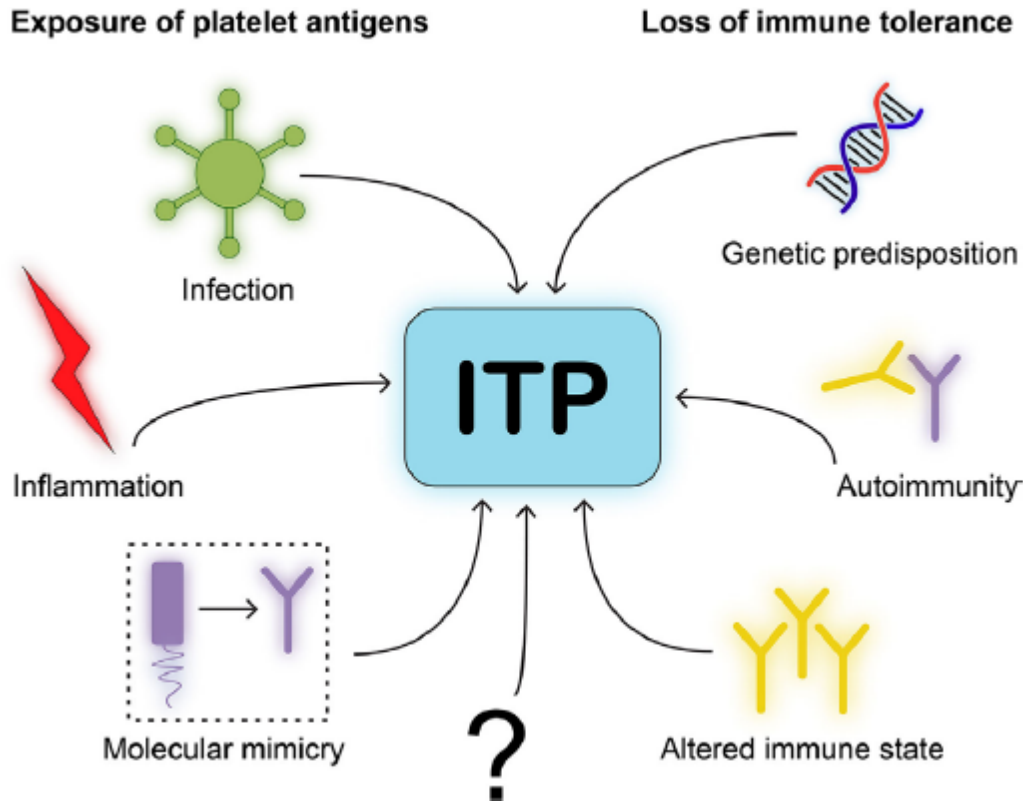 Exposure of platelet antigens
Loss of immune tolerance
Infection
Genetic predisposition
ITP
Inflammation
Autoimmunity
Molecular mimicry
?
Altered immune state